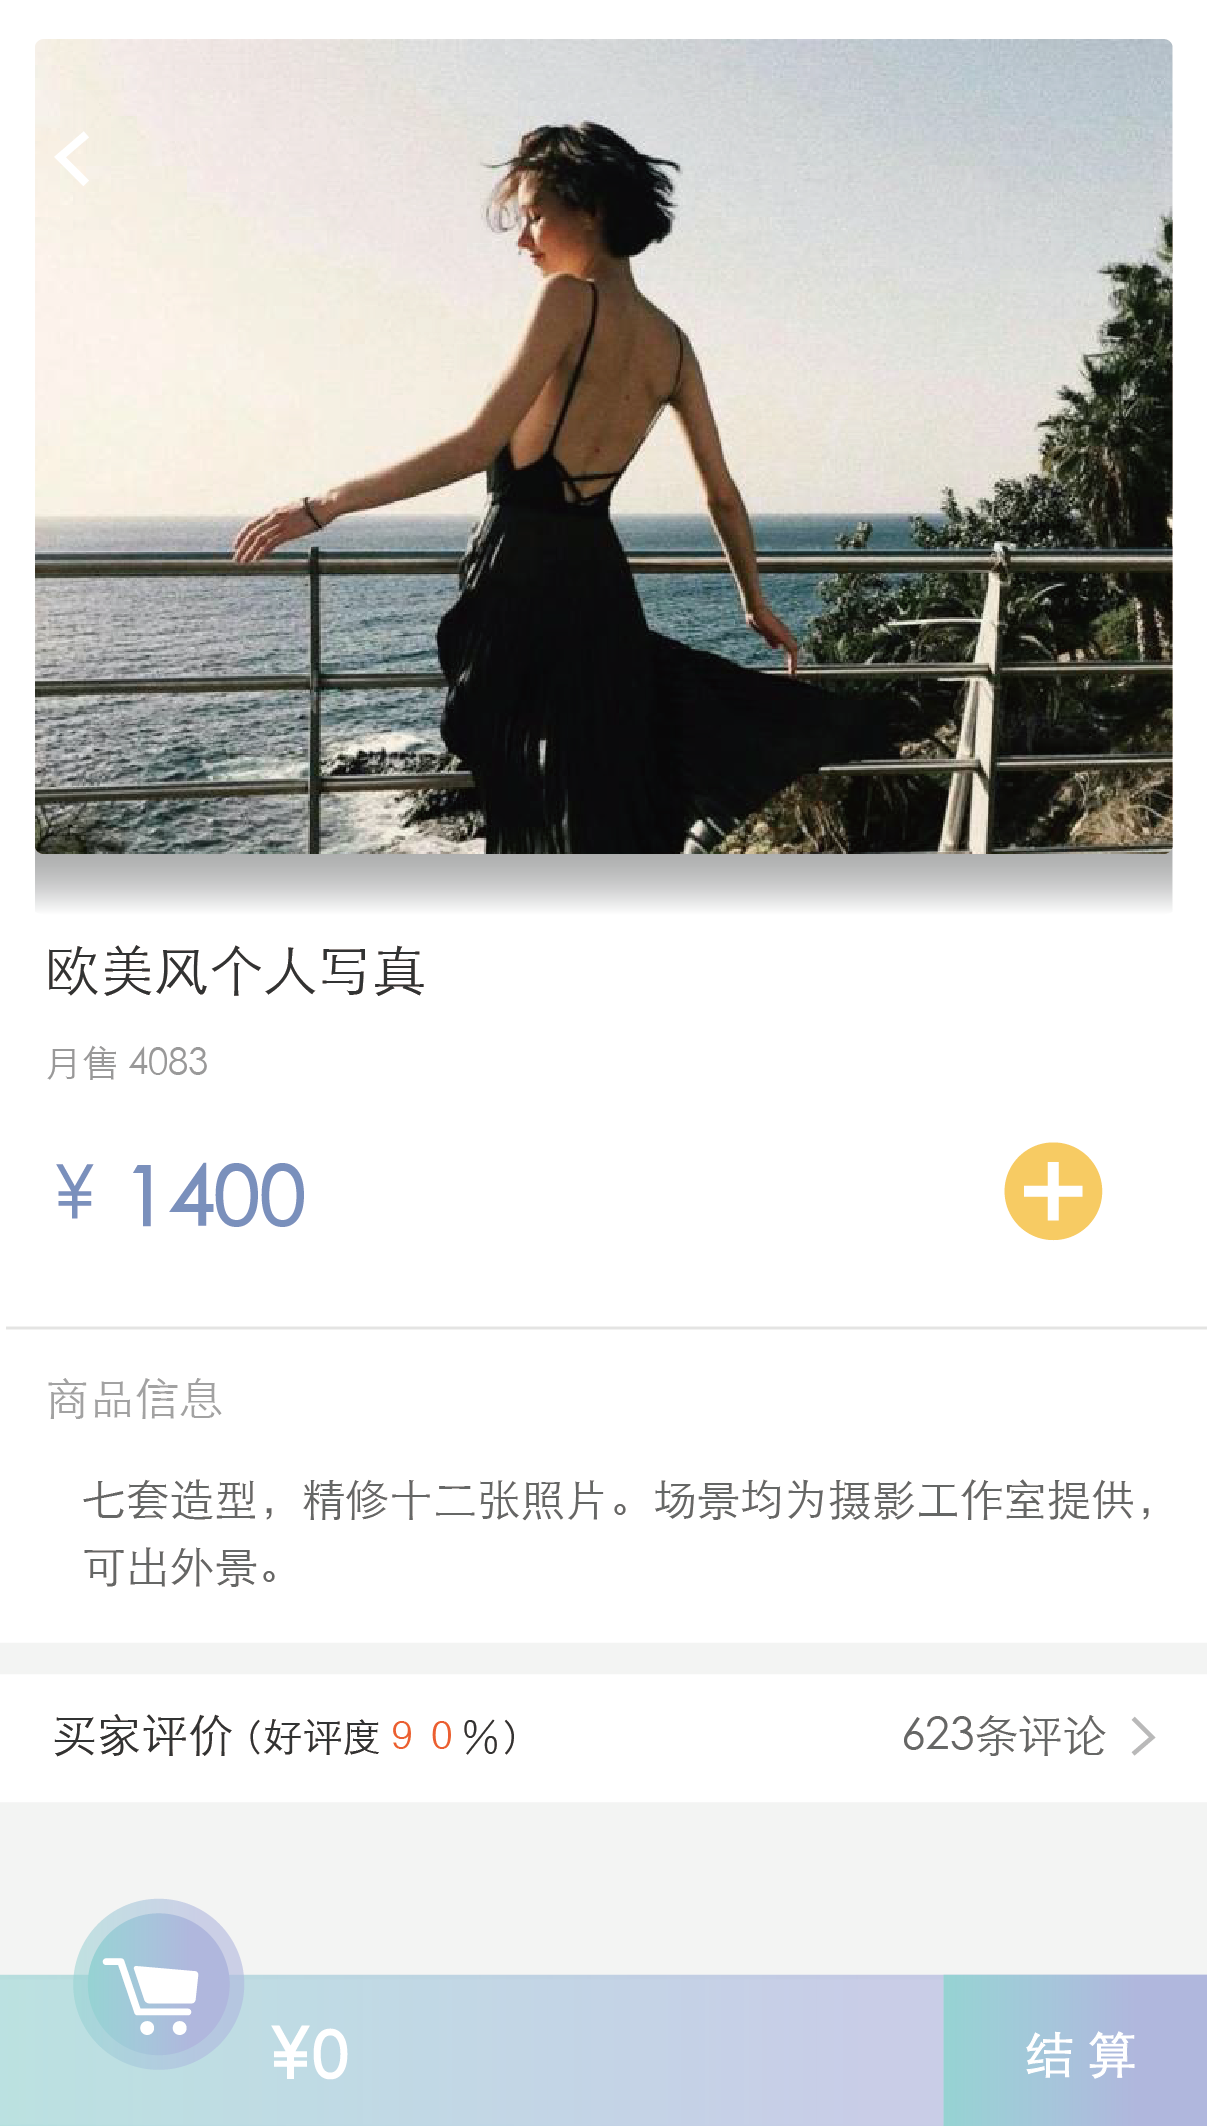 欧美风个人写真
月售 4083
¥ 1400
商品信息
七套造型，精修十二张照片。场景均为摄影工作室提供，
可出外景。
买家评价（好评度 90%） 623条评论
¥0 结算